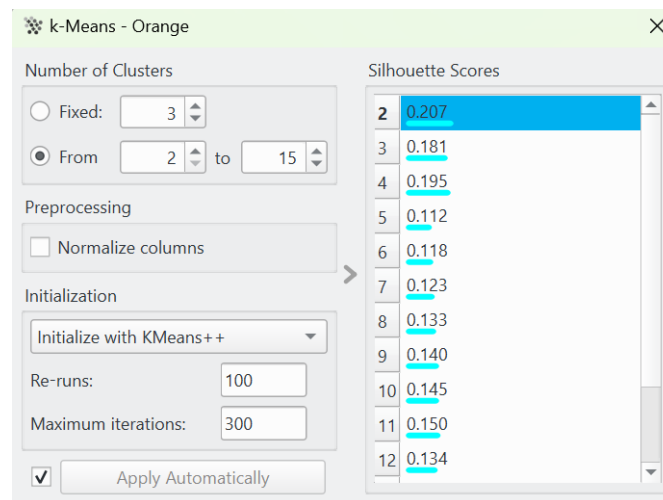 k-Means - Orange
Number of Clusters
Fixed: 3
From 2 to 15
Preprocessing
Normalize columns
Initialization
Initialize with KMeans++
Re-runs: 100
Maximum iterations: 300
Apply Automatically
Silhouette Scores
2 0.207
3 0.181
4 0.195
5 0.112
6 0.118
7 0.123
8 0.133
9 0.140
10 0.145
11 0.150
12 0.134